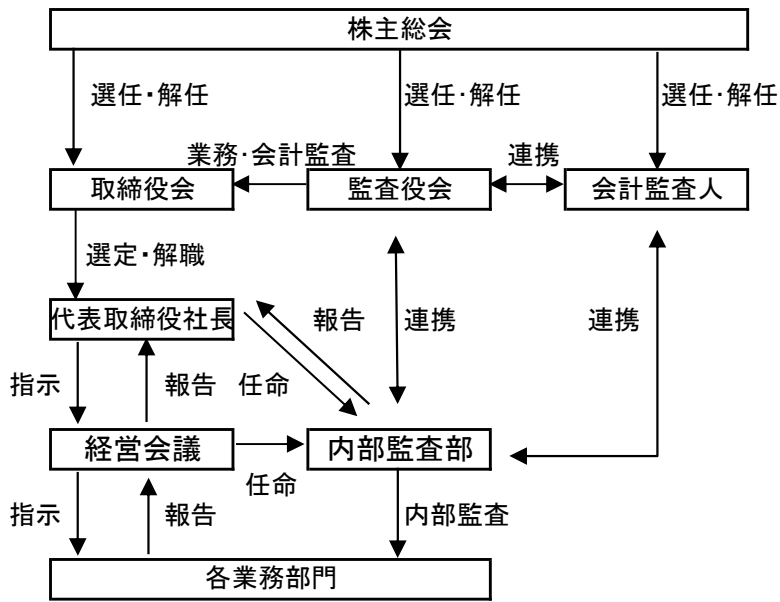 株主総会
選任・解任
選任・解任
選任・解任
業務・会計監査
連携
取締役会
監査役会
会計監査人
選定・解職
代表取締役社長
報告
連携
連携
指示
報告
任命
経営会議
内部監査部
任命
指示
報告
内部監査
各業務部門